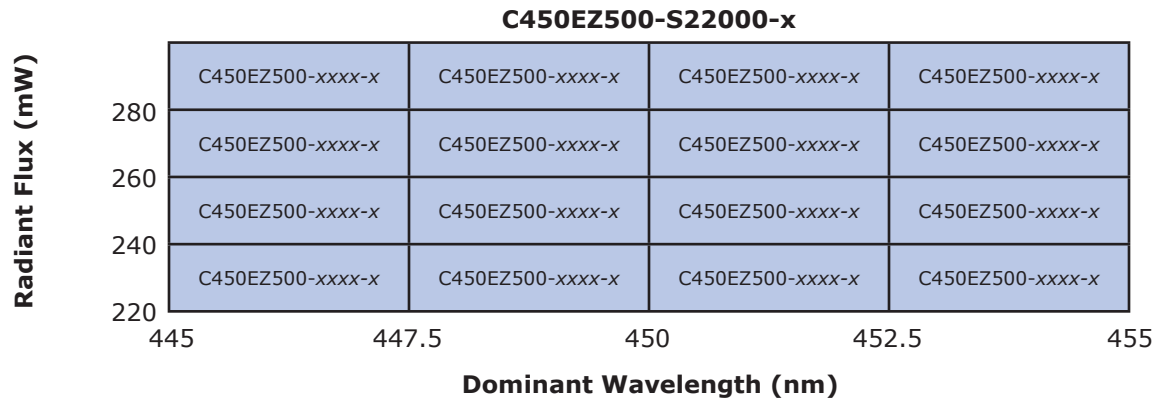 C450EZ500-S22000-x
Radiant Flux (mW)
C450EZ500-xxxx-x C450EZ500-xxxx-x C450EZ500-xxxx-x C450EZ500-xxxx-x
280
C450EZ500-xxxx-x C450EZ500-xxxx-x C450EZ500-xxxx-x C450EZ500-xxxx-x
260
C450EZ500-xxxx-x C450EZ500-xxxx-x C450EZ500-xxxx-x C450EZ500-xxxx-x
240
C450EZ500-xxxx-x C450EZ500-xxxx-x C450EZ500-xxxx-x C450EZ500-xxxx-x
220
445 447.5 450 452.5 455
Dominant Wavelength (nm)